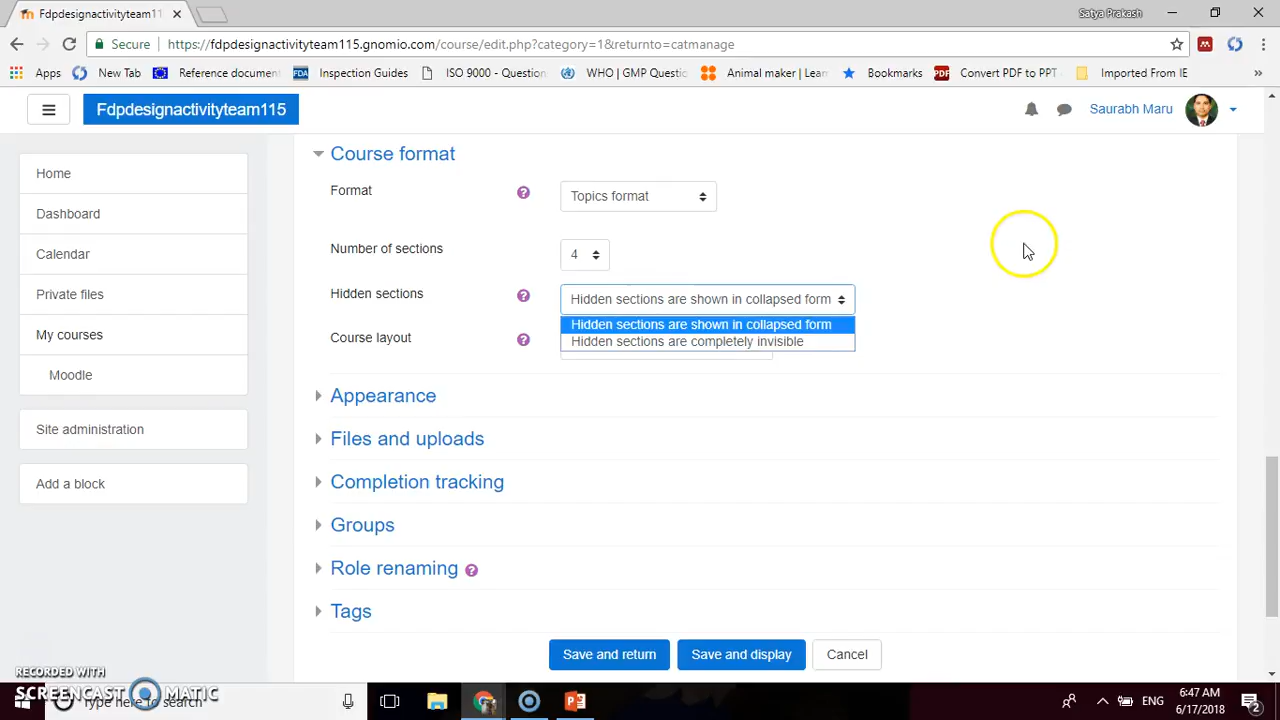 Fdpdesignactivityteam11
Satya Prakash
Secure
https://fdpdesignactivityteam115.gnomio.com/course/edit.php?category=1&returnto=catmanage
Apps
New Tab
Reference documen
FDA
Inspection Guides
ISO 9000 - Question
WHO | GMP Questic
Animal maker | Lear
Bookmarks
PDF
Convert PDF to PPT
Imported From IE
»
Fdpdesignactivityteam115
Saurabh Maru
Home
Dashboard
Calendar
Private files
My courses
Moodle
Site administration
Add a block
Course format
Format
?
Topics format
Number of sections
4
Hidden sections
?
Hidden sections are shown in collapsed form
Hidden sections are shown in collapsed form
Hidden sections are completely invisible
Course layout
?
Appearance
Files and uploads
Completion tracking
Groups
Role renaming
?
Tags
Save and return
Save and display
Cancel
RECORDED WITH
SCREENCAST MATIC
Type here to search
ENG
6:47 AM
6/17/2018
2